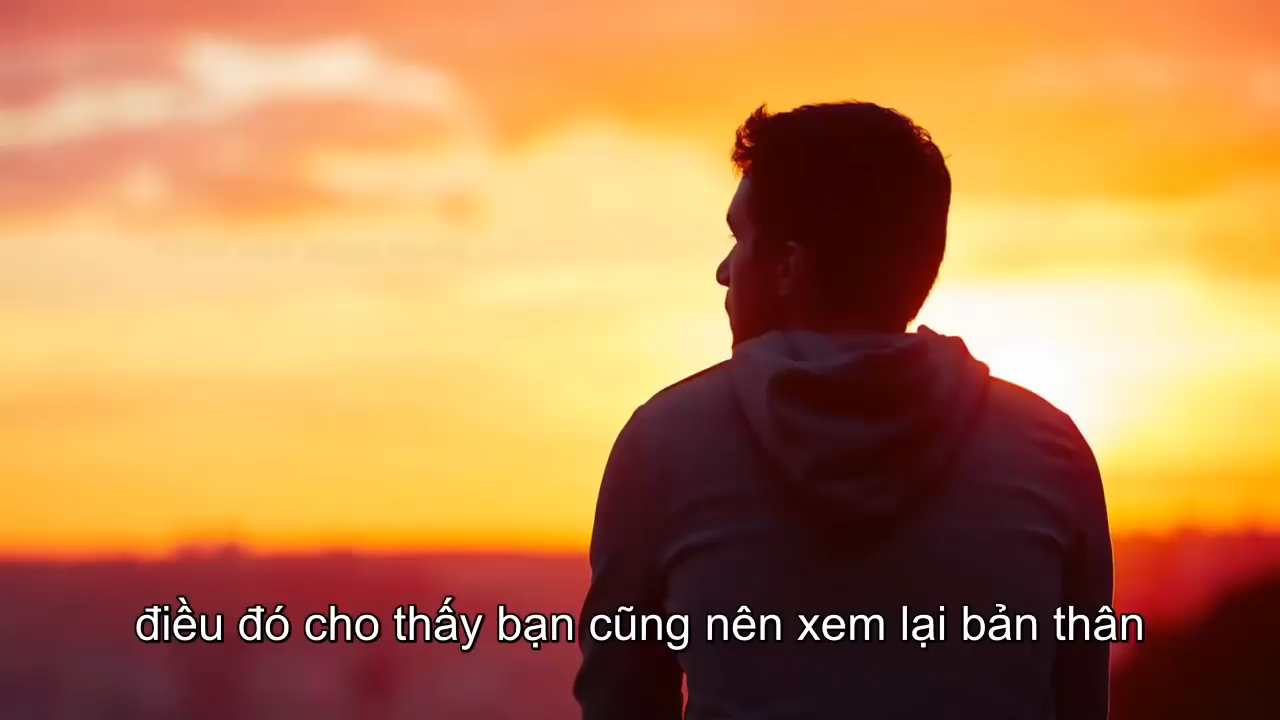 điều đó cho thấy bạn cũng nên xem lại bản thân